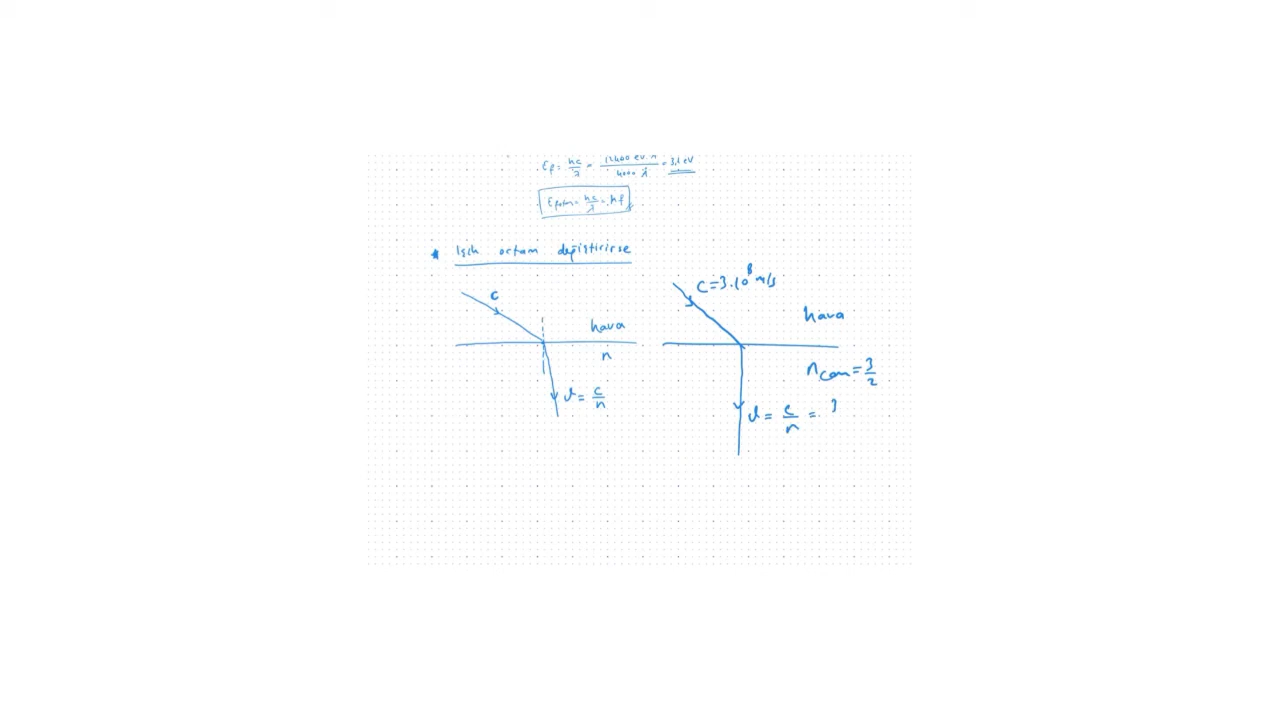 Ef = hc/λ = 12400 eV.A/4000 A = 3,1 eV
Efoton = hc/λ = hf
* Işık ortam değiştirirse
c
hava
n
ϑ = c/n
C = 3.10⁸ m/s
hava
ncam = 3/2
ϑ = c/n = 3